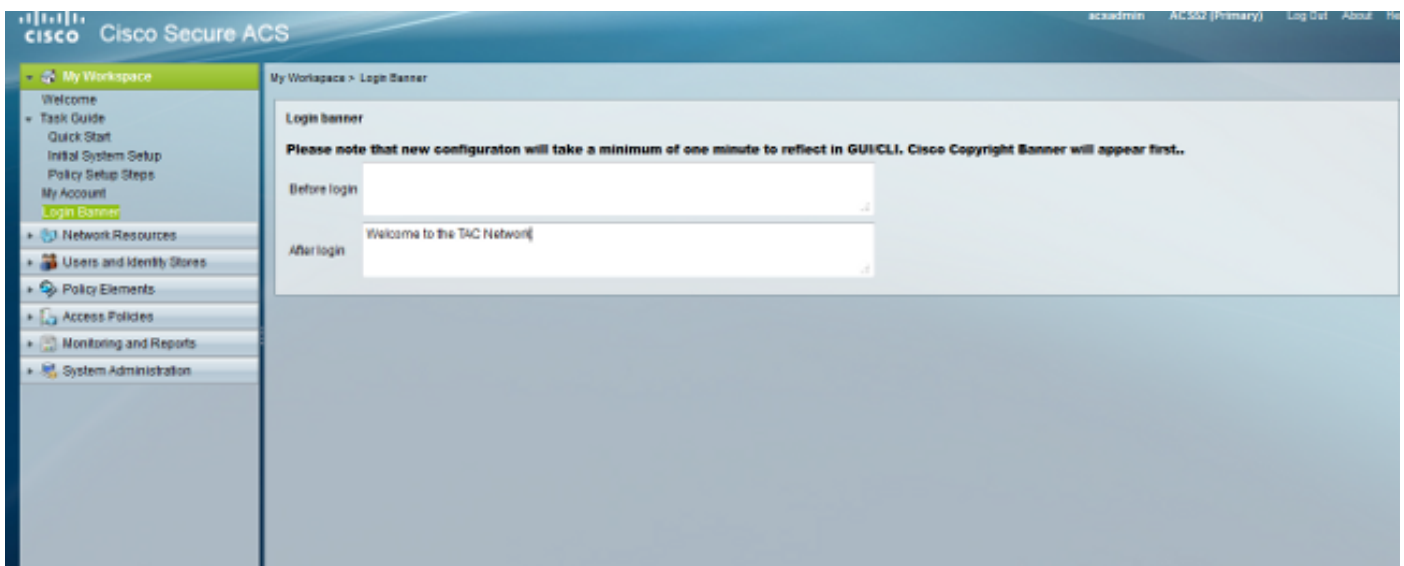 CISCO Cisco Secure ACS
acsadmin ACS52 (Primary) Log Out About He
My Workspace
Welcome
Task Guide
Quick Start
Initial System Setup
Policy Setup Steps
My Account
Login Banner
Network Resources
Users and Identity Stores
Policy Elements
Access Policies
Monitoring and Reports
System Administration
My Workspace > Login Banner
Login banner
Please note that new configuraton will take a minimum of one minute to reflect in GUI/CLI. Cisco Copyright Banner will appear first..
Before login
After login
Welcome to the TAC Network